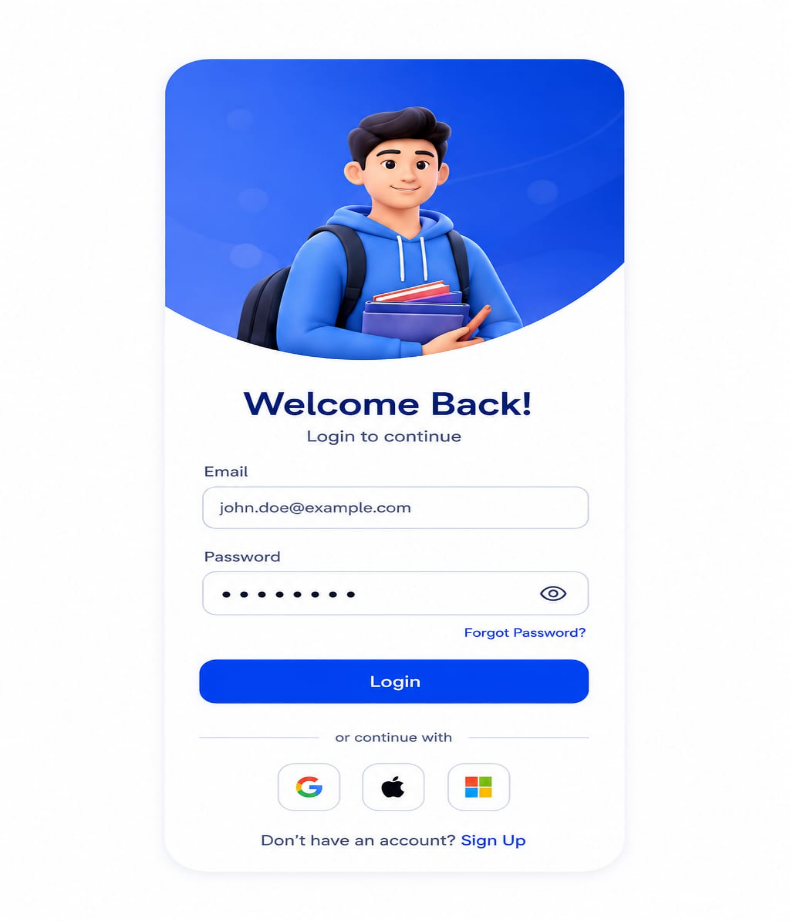 Welcome Back!
Login to continue
Email
john.doe@example.com
Password
Forgot Password?
Login
or continue with
Don't have an account? Sign Up